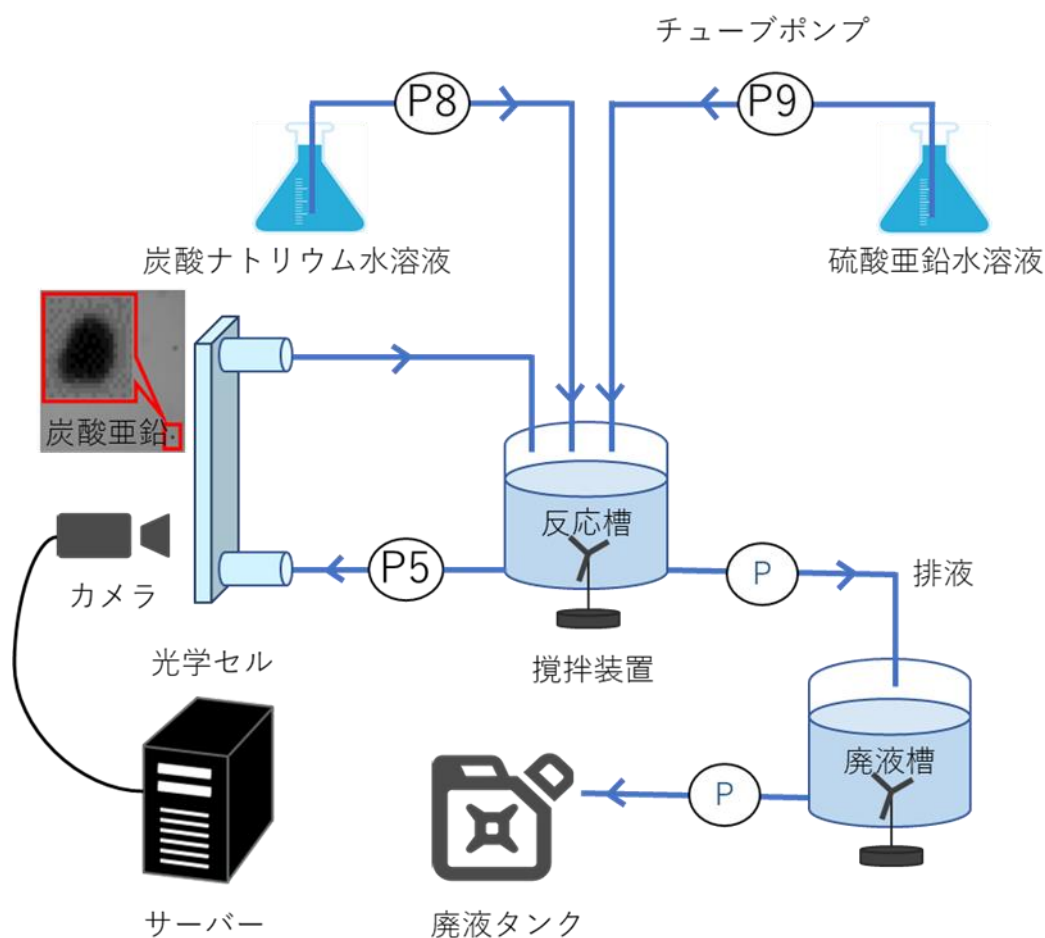 チューブポンプ
P8
P9
炭酸ナトリウム水溶液
硫酸亜鉛水溶液
炭酸亜鉛
反応槽
カメラ
P5
P
排液
光学セル
撹拌装置
廃液槽
P
サーバー
廃液タンク